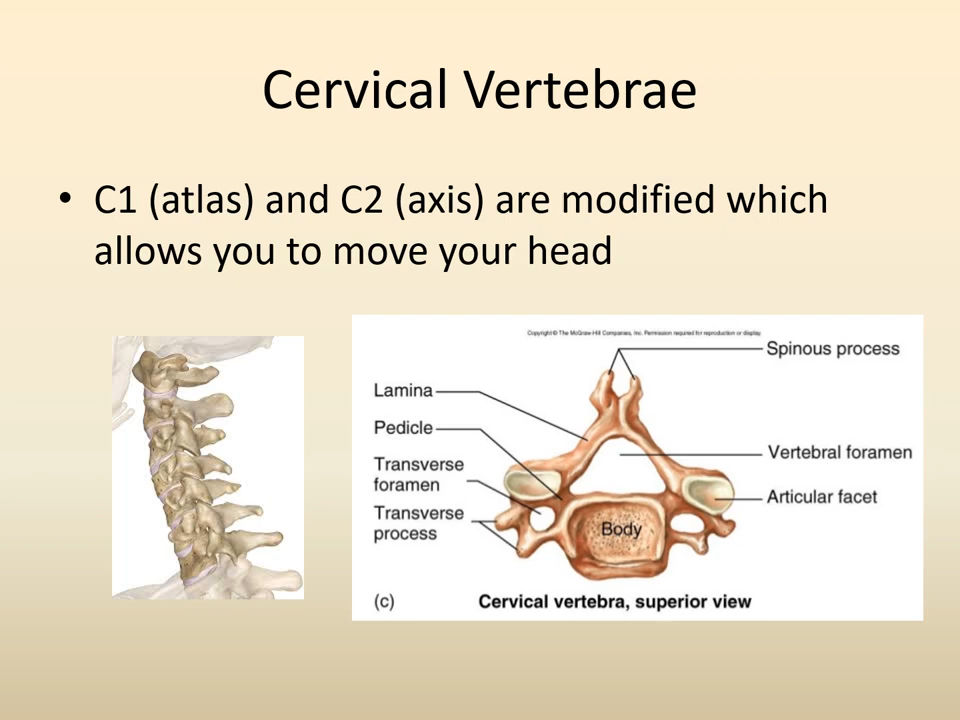 Cervical Vertebrae
• C1 (atlas) and C2 (axis) are modified which
allows you to move your head
Copyright © The McGraw-Hill Companies, Inc. Permission required for reproduction or display.
Spinous process
Lamina
Pedicle
Vertebral foramen
Transverse
foramen
Articular facet
Transverse
process
Body
(c)
Cervical vertebra, superior view